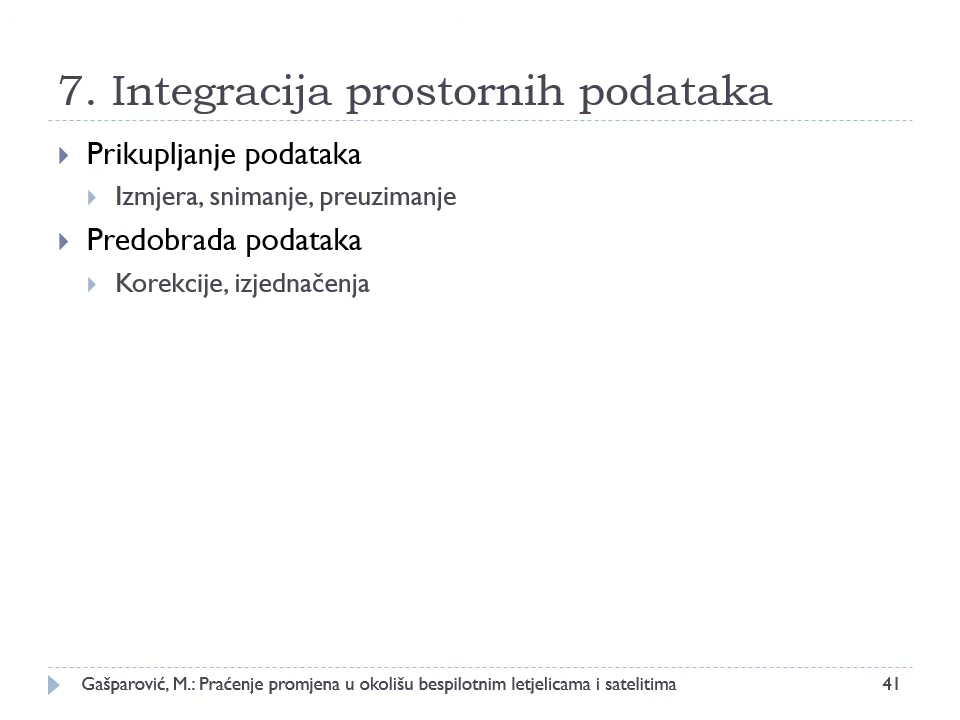 7. Integracija prostornih podataka
Prikupljanje podataka
Izmjera, snimanje, preuzimanje
Predobrada podataka
Korekcije, izjednačenja
Gašparović, M.: Praćenje promjena u okolišu bespilotnim letjelicama i satelitima 41